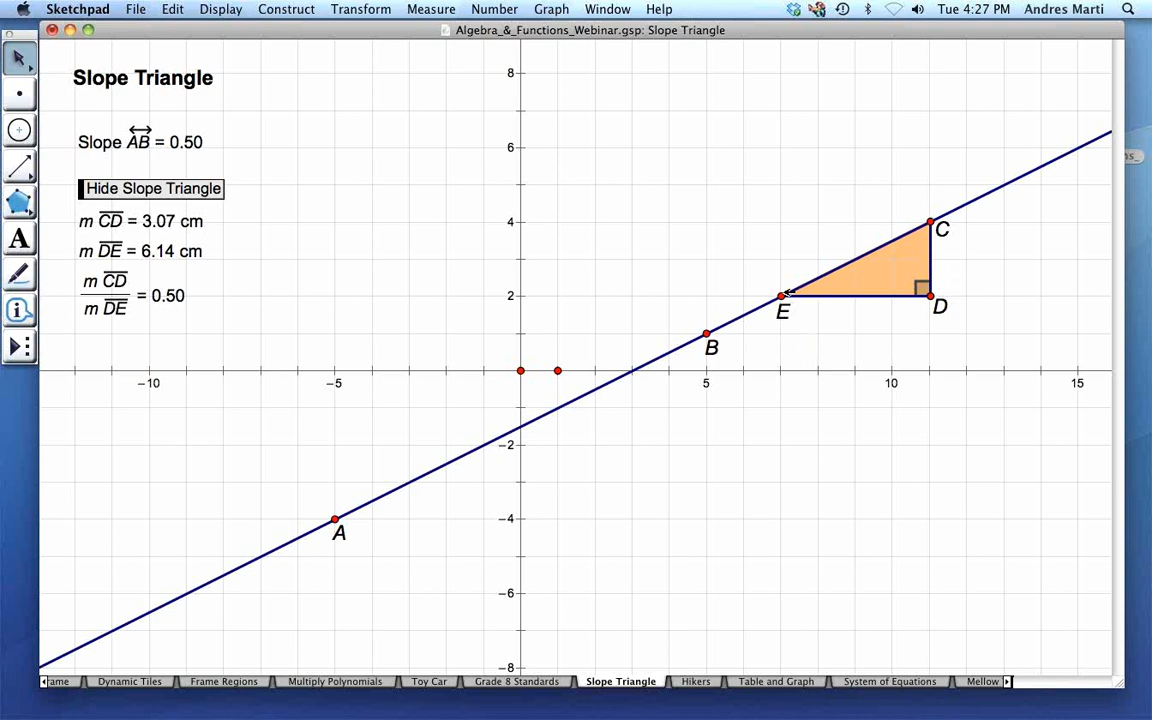 Sketchpad File Edit Display Construct Transform Measure Number Graph Window Help Tue 4:27 PM Andres Marti
Algebra_&_Functions_Webinar.gsp: Slope Triangle
Slope Triangle
Slope AB = 0.50
Hide Slope Triangle
m CD = 3.07 cm
m DE = 6.14 cm
m CD
= 0.50
m DE
A
8
6
4
2
−2
−4
−6
−8
−10
−5
5
10
15
C
D
E
B
A
rame Dynamic Tiles Frame Regions Multiply Polynomials Toy Car Grade 8 Standards Slope Triangle Hikers Table and Graph System of Equations Mellow